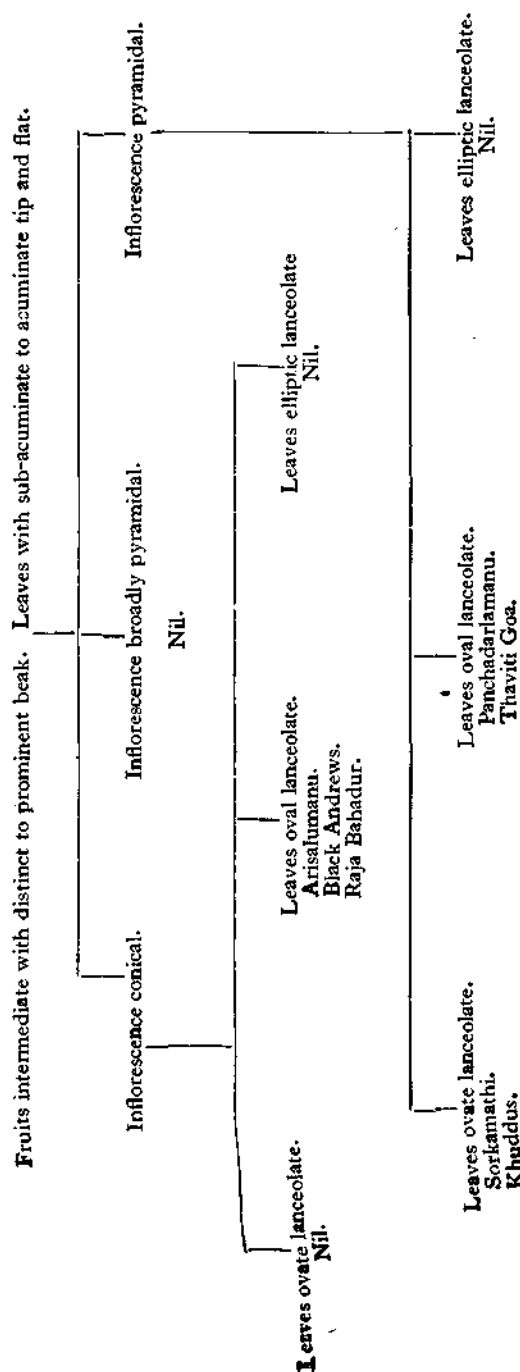 Fruits intermediate with distinct to prominent beak. Leaves with sub-acuminate to acuminate tip and flat.
Inflorescence conical.
Inflorescence broadly pyramidal.
Nil.
Inflorescence pyramidal.
Leaves ovate lanceolate.
Nil.
Leaves oval lanceolate.
Arisalumanu.
Black Andrews.
Raja Bahadur.
Leaves elliptic lanceolate
Nil.
Leaves ovate lanceolate.
Sorkamathi.
Khuddus.
Leaves oval lanceolate.
Panchadarlamanu.
Thaviti Goa.
Leaves elliptic lanceolate.
Nil.